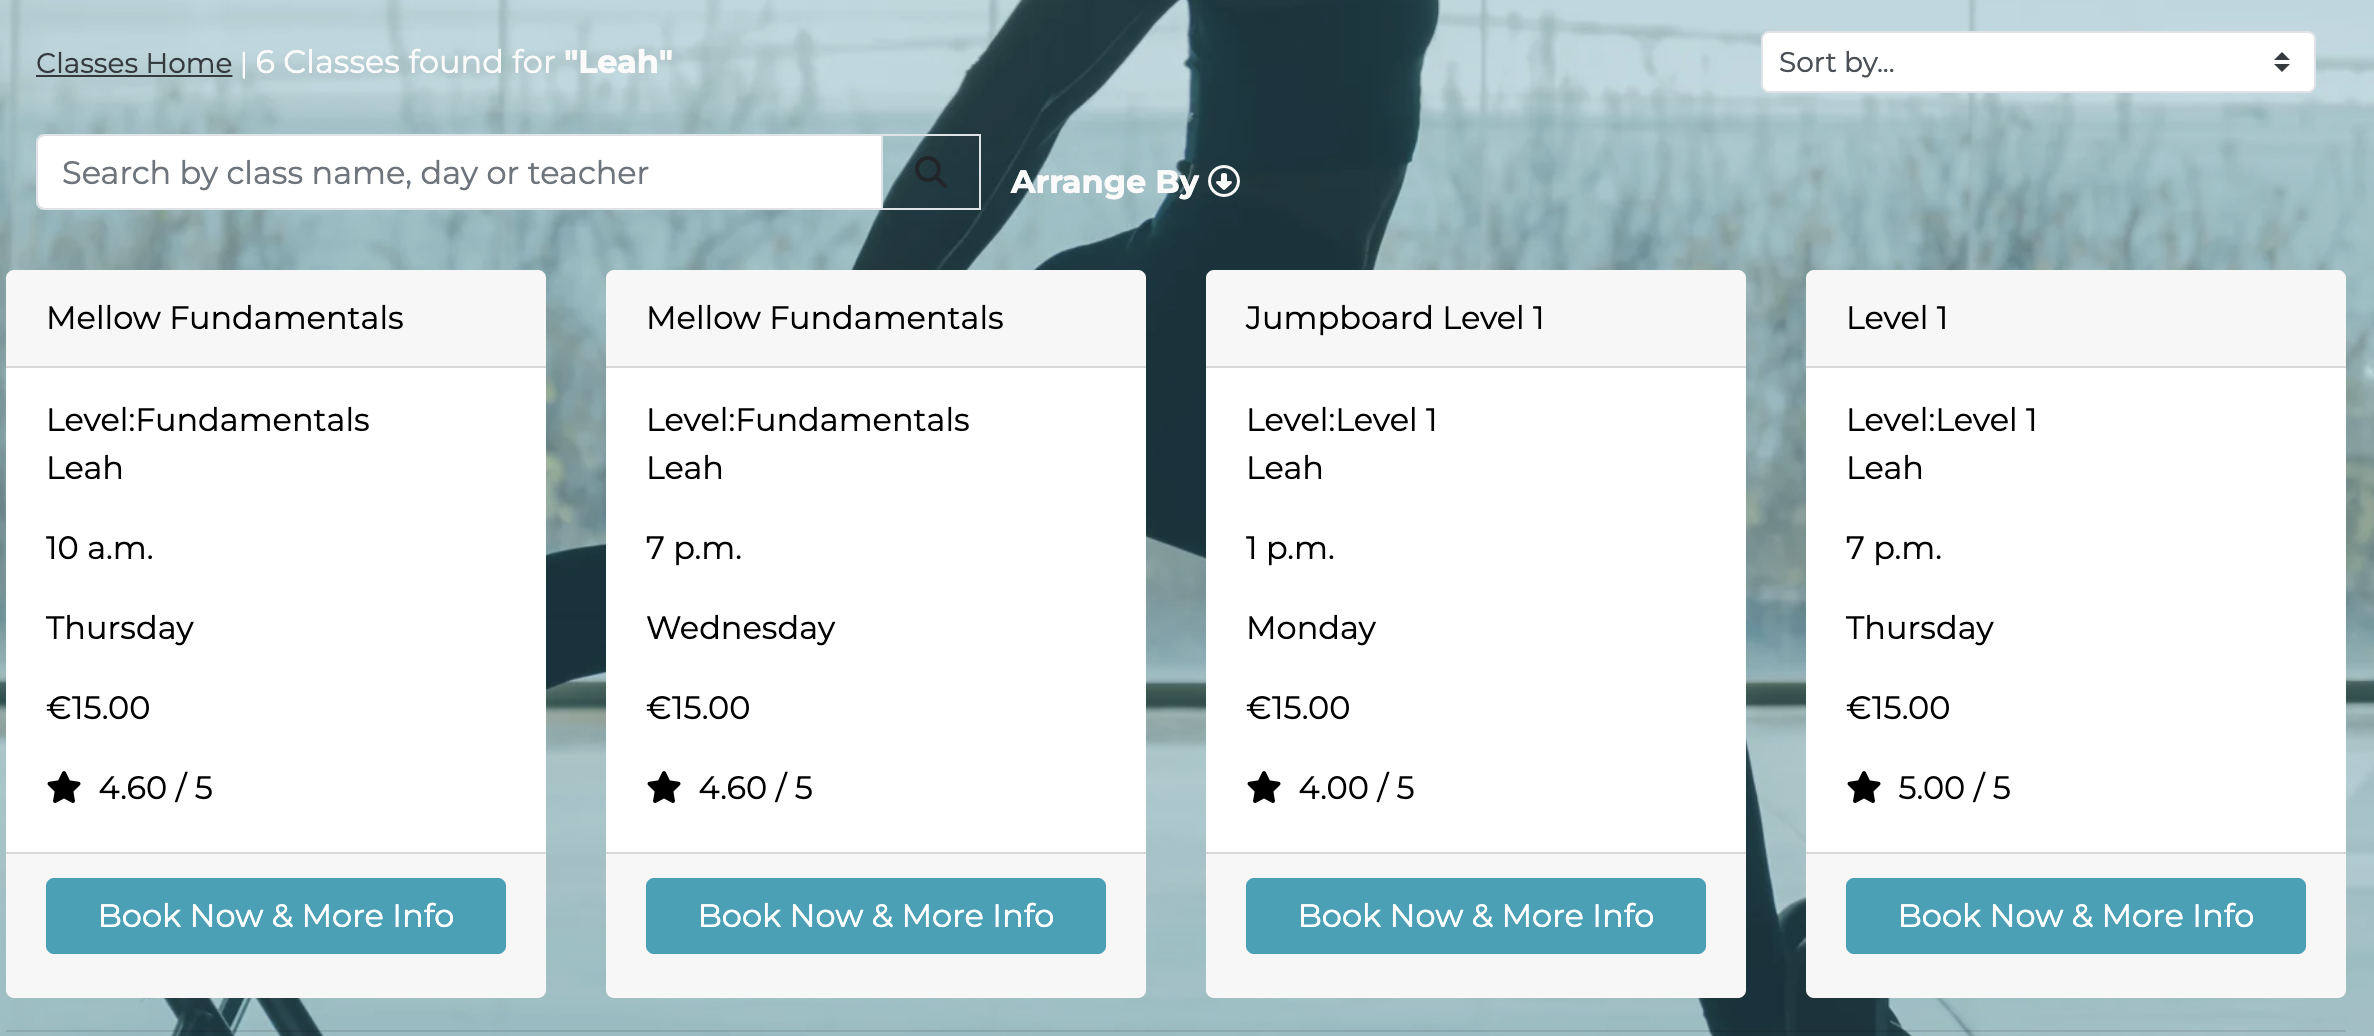 Classes Home | 6 Classes found for "Leah"
Sort by...
Search by class name, day or teacher
Arrange By
Mellow Fundamentals
Level:Fundamentals
Leah
10 a.m.
Thursday
€15.00
4.60 / 5
Book Now & More Info
Mellow Fundamentals
Level:Fundamentals
Leah
7 p.m.
Wednesday
€15.00
4.60 / 5
Book Now & More Info
Jumpboard Level 1
Level:Level 1
Leah
1 p.m.
Monday
€15.00
4.00 / 5
Book Now & More Info
Level 1
Level:Level 1
Leah
7 p.m.
Thursday
€15.00
5.00 / 5
Book Now & More Info